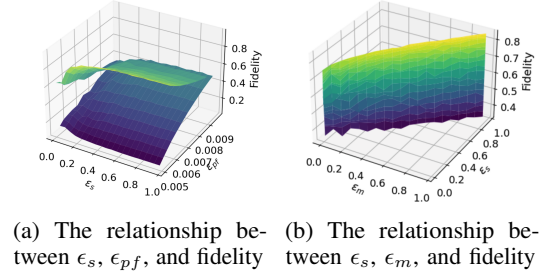 0.8
0.6
0.4
0.2
Fidelity
0.009
0.008
0.007
0.006
0.005
ϵpf
0.0 0.2 0.4 0.6 0.8 1.0
ϵs
0.8
0.7
0.6
0.5
0.4
Fidelity
1.0
0.8
0.6
0.4
0.2
0.0
ϵs
0.0 0.2 0.4 0.6 0.8 1.0
ϵm
(a) The relationship be-
tween ϵs, ϵpf, and fidelity
(b) The relationship be-
tween ϵs, ϵm, and fidelity